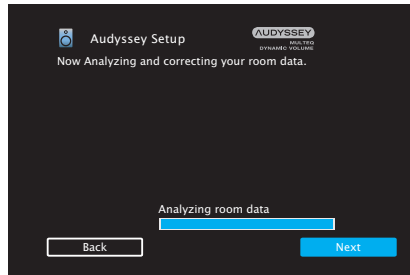 Audyssey Setup
AUDYSSEY
MULTEQ
DYNAMIC VOLUME
Now Analyzing and correcting your room data.
Analyzing room data
Back
Next